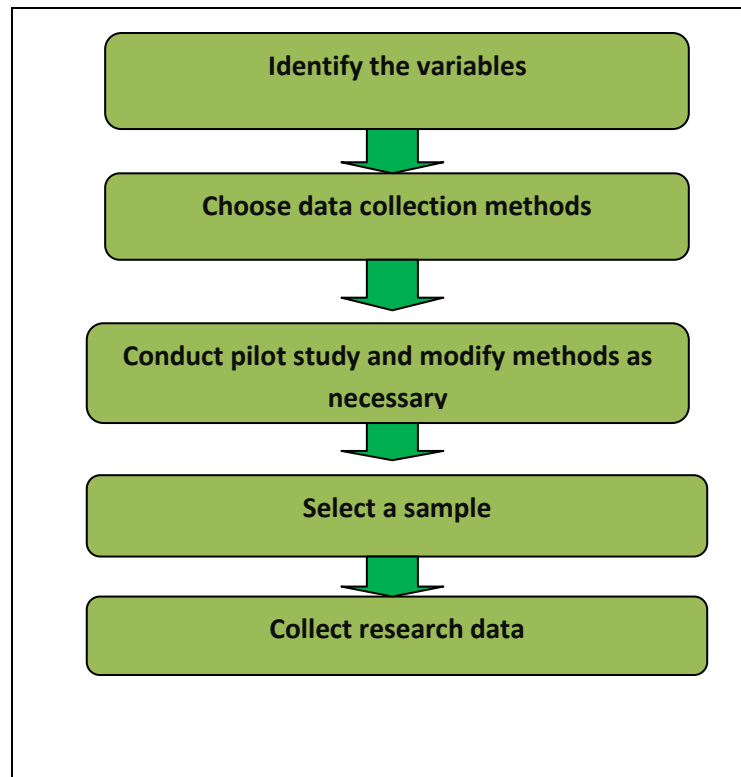 Identify the variables
Choose data collection methods
Conduct pilot study and modify methods as
necessary
Select a sample
Collect research data